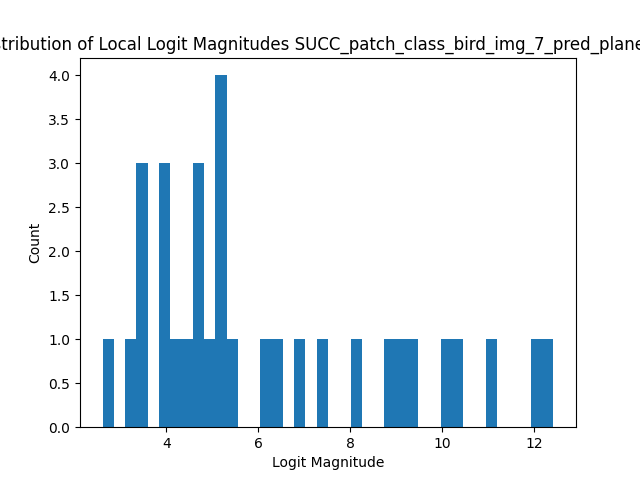 tribution of Local Logit Magnitudes SUCC_patch_class_bird_img_7_pred_plane
4.0
3.5
3.0
2.5
2.0
1.5
1.0
0.5
0.0
Count
4 6 8 10 12
Logit Magnitude